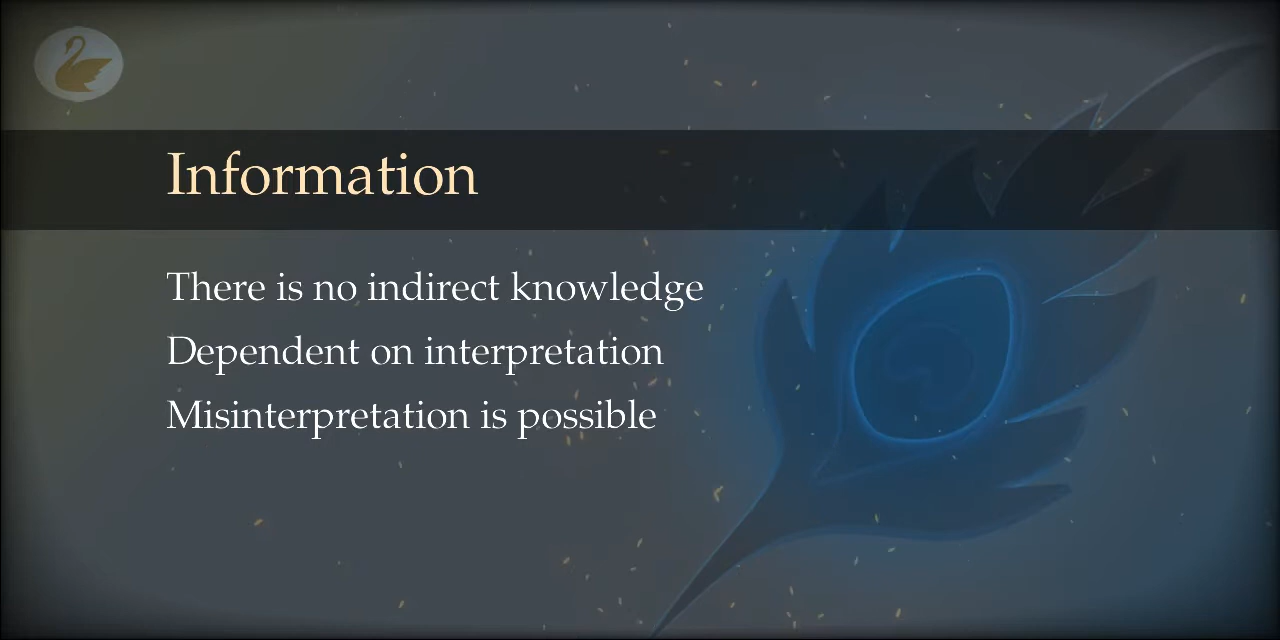 Information
There is no indirect knowledge
Dependent on interpretation
Misinterpretation is possible